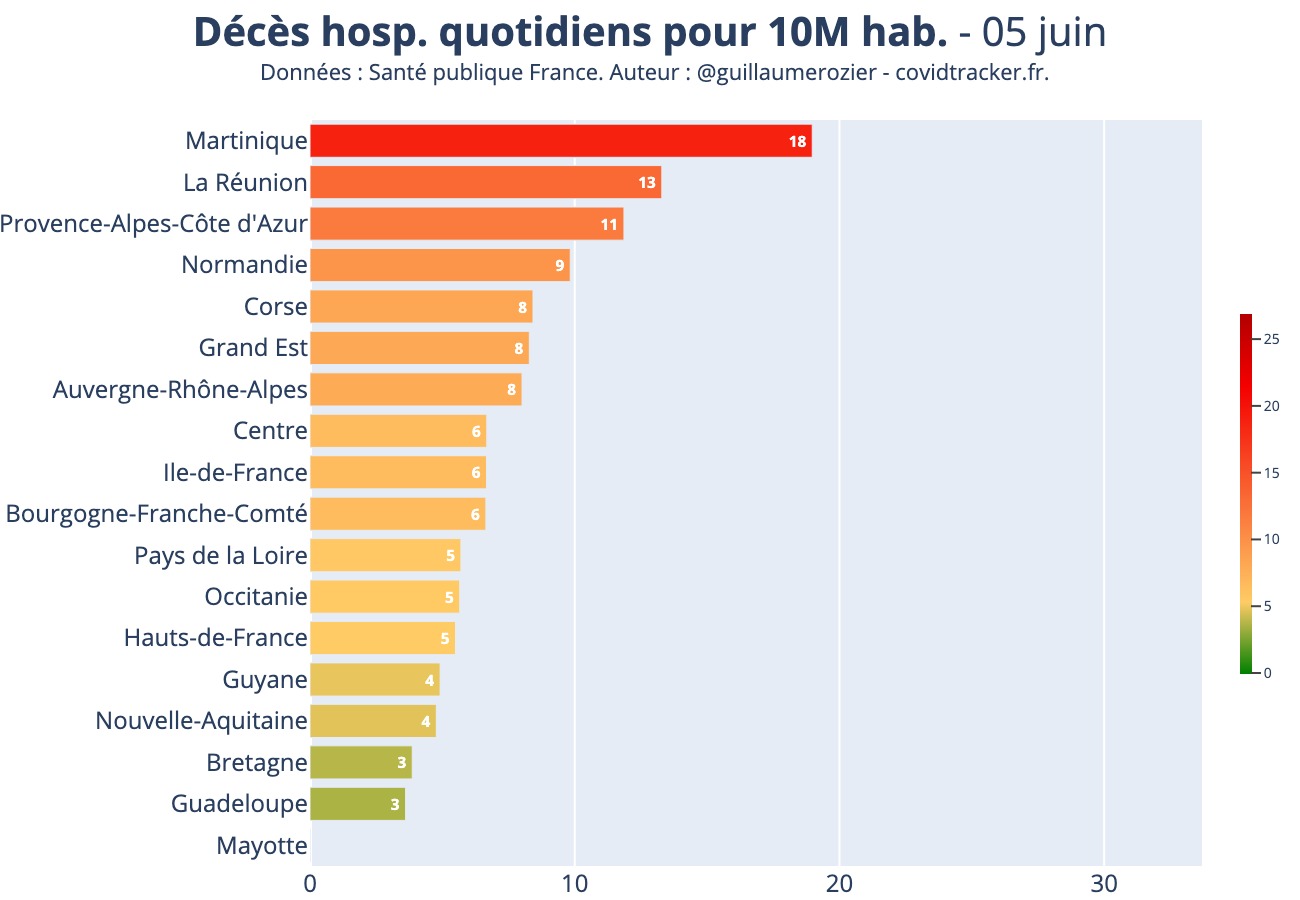 Décès hosp. quotidiens pour 10M hab. - 05 juin
Données : Santé publique France. Auteur : @guillaumerozier - covidtracker.fr.
Martinique 18
La Réunion 13
Provence-Alpes-Côte d'Azur 11
Normandie 9
Corse 8
Grand Est 8
Auvergne-Rhône-Alpes 8
Centre 6
Ile-de-France 6
Bourgogne-Franche-Comté 6
Pays de la Loire 5
Occitanie 5
Hauts-de-France 5
Guyane 4
Nouvelle-Aquitaine 4
Bretagne 3
Guadeloupe 3
Mayotte
0 10 20 30
25
20
15
10
5
0